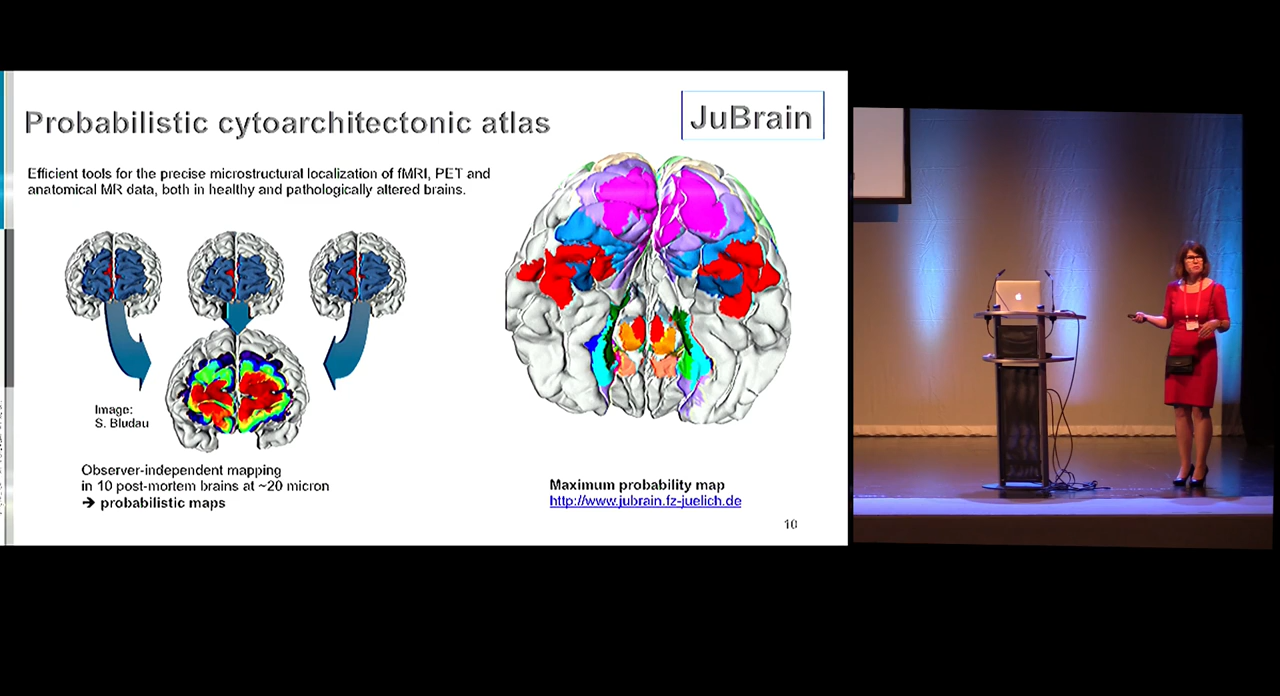 Probabilistic cytoarchitectonic atlas
JuBrain
Efficient tools for the precise microstructural localization of fMRI, PET and
anatomical MR data, both in healthy and pathologically altered brains.
Image:
S. Bludau
Observer-independent mapping
in 10 post-mortem brains at ~20 micron
➔ probabilistic maps
Maximum probability map
http://www.jubrain.fz-juelich.de
10